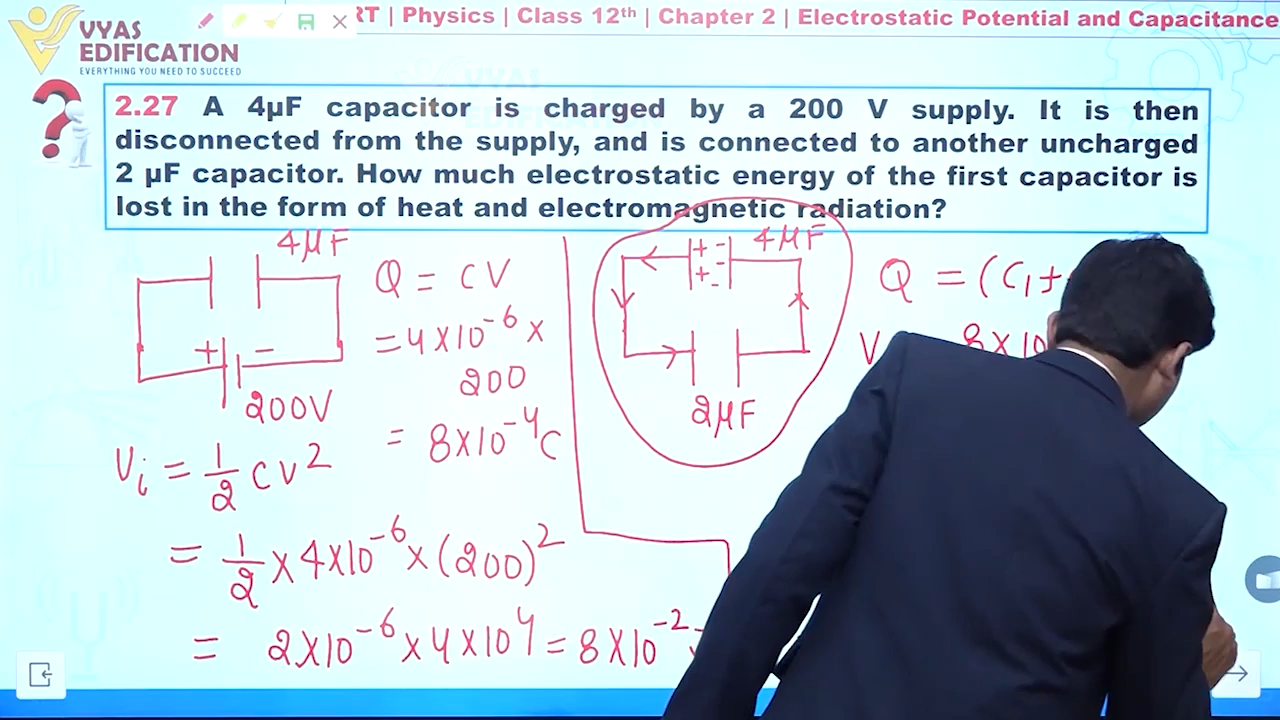 RT | Physics | Class 12th | Chapter 2 | Electrostatic Potential and Capacitance
VYAS
EDIFICATION
EVERYTHING YOU NEED TO SUCCEED
2.27 A 4µF capacitor is charged by a 200 V supply. It is then
disconnected from the supply, and is connected to another uncharged
2 µF capacitor. How much electrostatic energy of the first capacitor is
lost in the form of heat and electromagnetic radiation?
4µF
Q = CV
= 4×10⁻⁶ ×
200
= 8×10⁻⁴ C
+ −
200V
Ui = 1/2 CV²
= 1/2 × 4×10⁻⁶ × (200)²
= 2×10⁻⁶ × 4×10⁴ = 8×10⁻²
+ − 4µF
+ −
2µF
Q = (C₁+
V 8×10